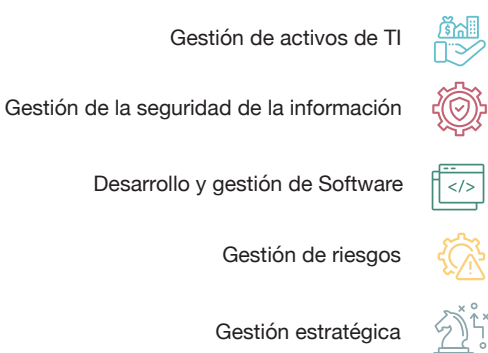 Gestión de activos de TI
Gestión de la seguridad de la información
Desarrollo y gestión de Software
</>
Gestión de riesgos
Gestión estratégica